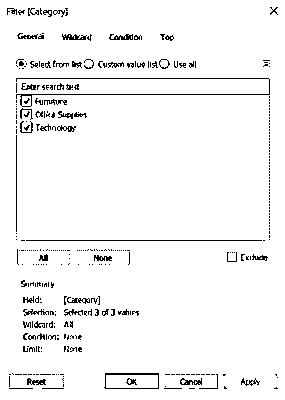 Filter [Category]
General Wildcard Condition Top
Select from list Custom value list Use all
Enter search text
Furniture
Office Supplies
Technology
All None Exclude
Summary
Field: [Category]
Selection: Selected 3 of 3 values
Wildcard: All
Condition: None
Limit: None
Reset OK Cancel Apply